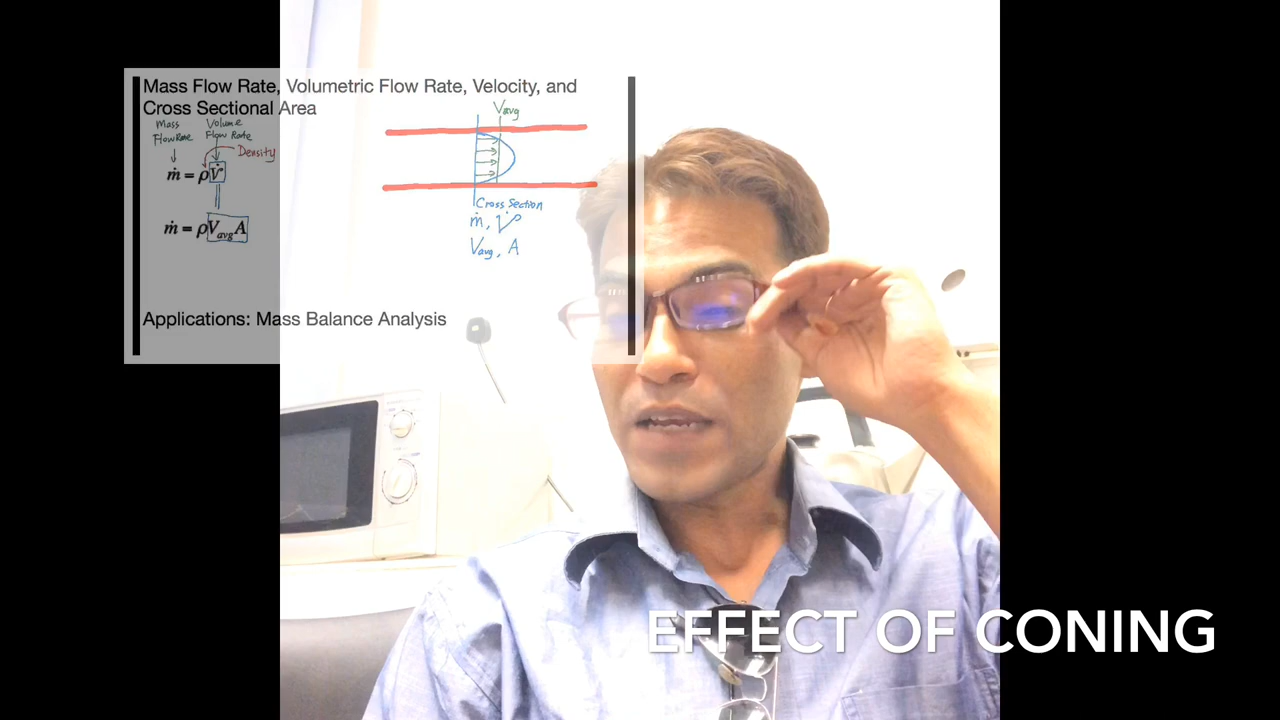 Mass Flow Rate, Volumetric Flow Rate, Velocity, and
Cross Sectional Area
Mass
Flow Rate
Volume
Flow Rate
Density
ṁ = ρV̇
ṁ = ρVavgA
Vavg
Cross Section
ṁ, V̇
Vavg, A
Applications: Mass Balance Analysis
EFFECT OF CONING